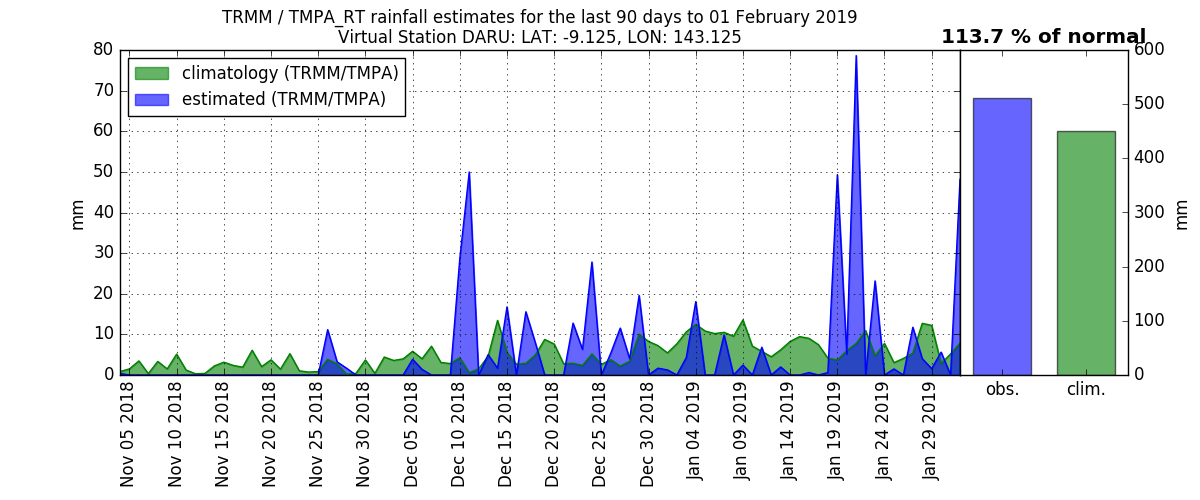 TRMM / TMPA_RT rainfall estimates for the last 90 days to 01 February 2019
Virtual Station DARU: LAT: -9.125, LON: 143.125
113.7 % of normal
climatology (TRMM/TMPA)
estimated (TRMM/TMPA)
80
70
60
50
40
30
20
10
0
mm
Nov 05 2018
Nov 10 2018
Nov 15 2018
Nov 20 2018
Nov 25 2018
Nov 30 2018
Dec 05 2018
Dec 10 2018
Dec 15 2018
Dec 20 2018
Dec 25 2018
Dec 30 2018
Jan 04 2019
Jan 09 2019
Jan 14 2019
Jan 19 2019
Jan 24 2019
Jan 29 2019
obs.
clim.
600
500
400
300
200
100
0
mm